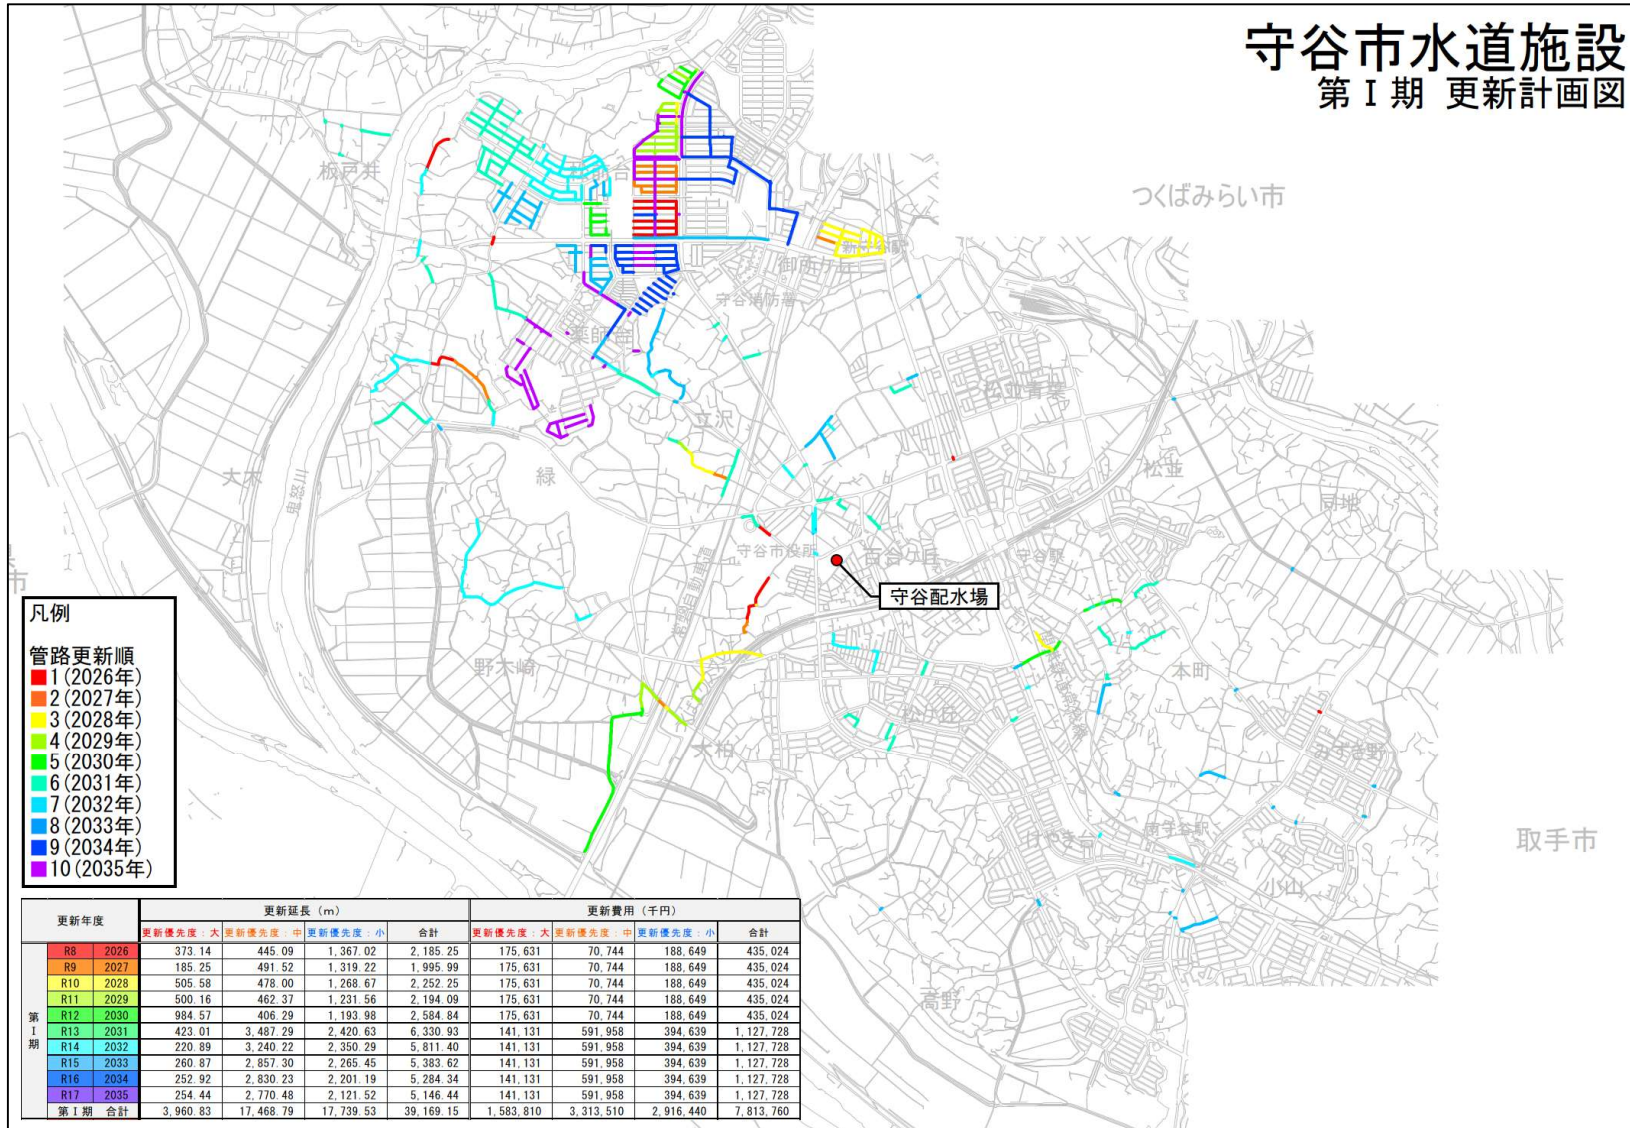 守谷市水道施設
第Ⅰ期 更新計画図
つくばみらい市
板戸井
御所ケ丘
守谷消防署
薬師台
松並青葉
立沢
大木
鬼怒川
緑
松並
同地
守谷市役所
百合ケ丘
守谷駅
市
守谷配水場
常磐自動車道
野木崎
本町
松ケ丘
大柏
みずき野
南守谷駅
けやき台
取手市
小山
高野
凡例
管路更新順
1(2026年)
2(2027年)
3(2028年)
4(2029年)
5(2030年)
6(2031年)
7(2032年)
8(2033年)
9(2034年)
10(2035年)
更新年度 更新延長（m） 更新費用（千円）
更新優先度：大 更新優先度：中 更新優先度：小 合計 更新優先度：大 更新優先度：中 更新優先度：小 合計
第Ⅰ期
R8 2026 373.14 445.09 1,367.02 2,185.25 175,631 70,744 188,649 435,024
R9 2027 185.25 491.52 1,319.22 1,995.99 175,631 70,744 188,649 435,024
R10 2028 505.58 478.00 1,268.67 2,252.25 175,631 70,744 188,649 435,024
R11 2029 500.16 462.37 1,231.56 2,194.09 175,631 70,744 188,649 435,024
R12 2030 984.57 406.29 1,193.98 2,584.84 175,631 70,744 188,649 435,024
R13 2031 423.01 3,487.29 2,420.63 6,330.93 141,131 591,958 394,639 1,127,728
R14 2032 220.89 3,240.22 2,350.29 5,811.40 141,131 591,958 394,639 1,127,728
R15 2033 260.87 2,857.30 2,265.45 5,383.62 141,131 591,958 394,639 1,127,728
R16 2034 252.92 2,830.23 2,201.19 5,284.34 141,131 591,958 394,639 1,127,728
R17 2035 254.44 2,770.48 2,121.52 5,146.44 141,131 591,958 394,639 1,127,728
第Ⅰ期 合計 3,960.83 17,468.79 17,739.53 39,169.15 1,583,810 3,313,510 2,916,440 7,813,760